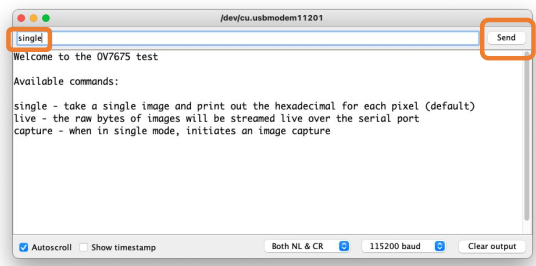 /dev/cu.usbmodem11201
single
Send
Welcome to the OV7675 test
Available commands:
single - take a single image and print out the hexadecimal for each pixel (default)
live - the raw bytes of images will be streamed live over the serial port
capture - when in single mode, initiates an image capture
Autoscroll Show timestamp Both NL & CR 115200 baud Clear output